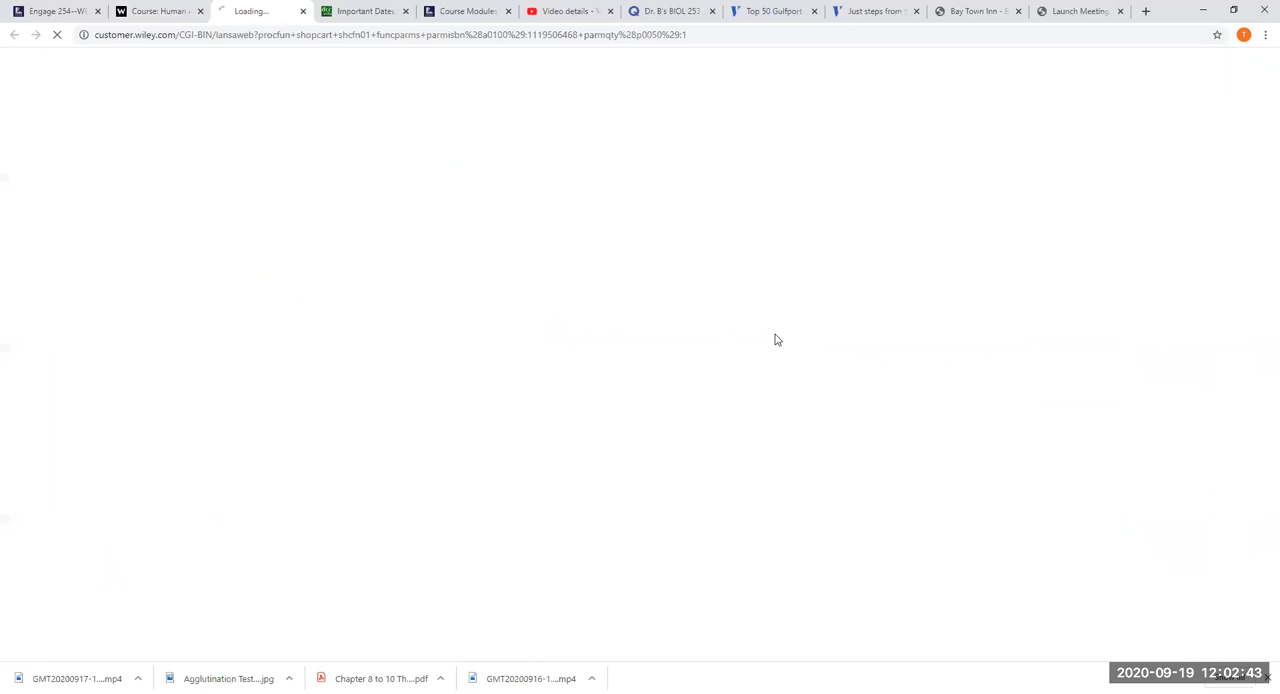 Engage 254--Wi
Course: Human
Loading...
Important Dates
Course Modules
Video details -
Dr. B's BIOL 253
Top 50 Gulfport
Just steps from
Bay Town Inn - B
Launch Meeting
customer.wiley.com/CGI-BIN/lansaweb?procfun+shopcart+shcfn01+funcparms+parmisbn%28a0100%29:1119506468+parmqty%28p0050%29:1
T
GMT20200917-1....mp4
Agglutination Test....jpg
Chapter 8 to 10 Th....pdf
GMT20200916-1....mp4
2020-09-19 12:02:43